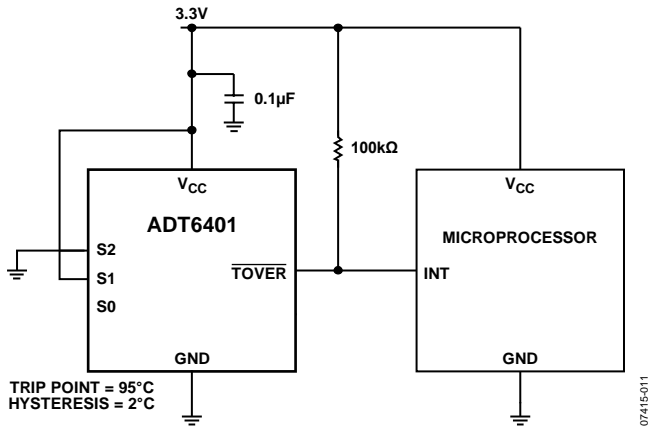 3.3V
0.1µF
100kΩ
VCC
ADT6401
S2
S1
S0
TOVER
GND
VCC
MICROPROCESSOR
INT
GND
TRIP POINT = 95°C
HYSTERESIS = 2°C
07415-011